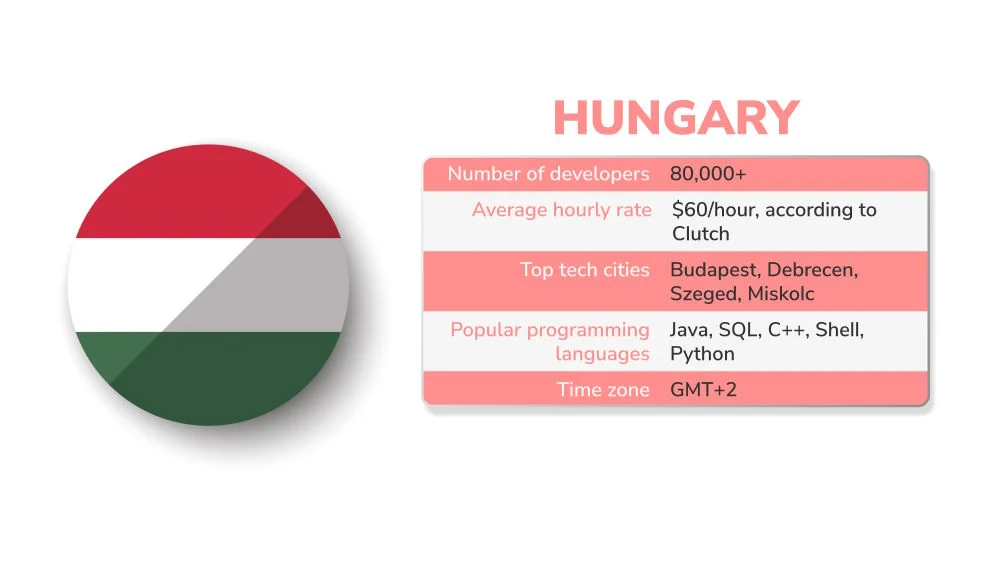 HUNGARY
Number of developers 80,000+
Average hourly rate $60/hour, according to
Clutch
Top tech cities Budapest, Debrecen,
Szeged, Miskolc
Popular programming Java, SQL, C++, Shell,
languages Python
Time zone GMT+2